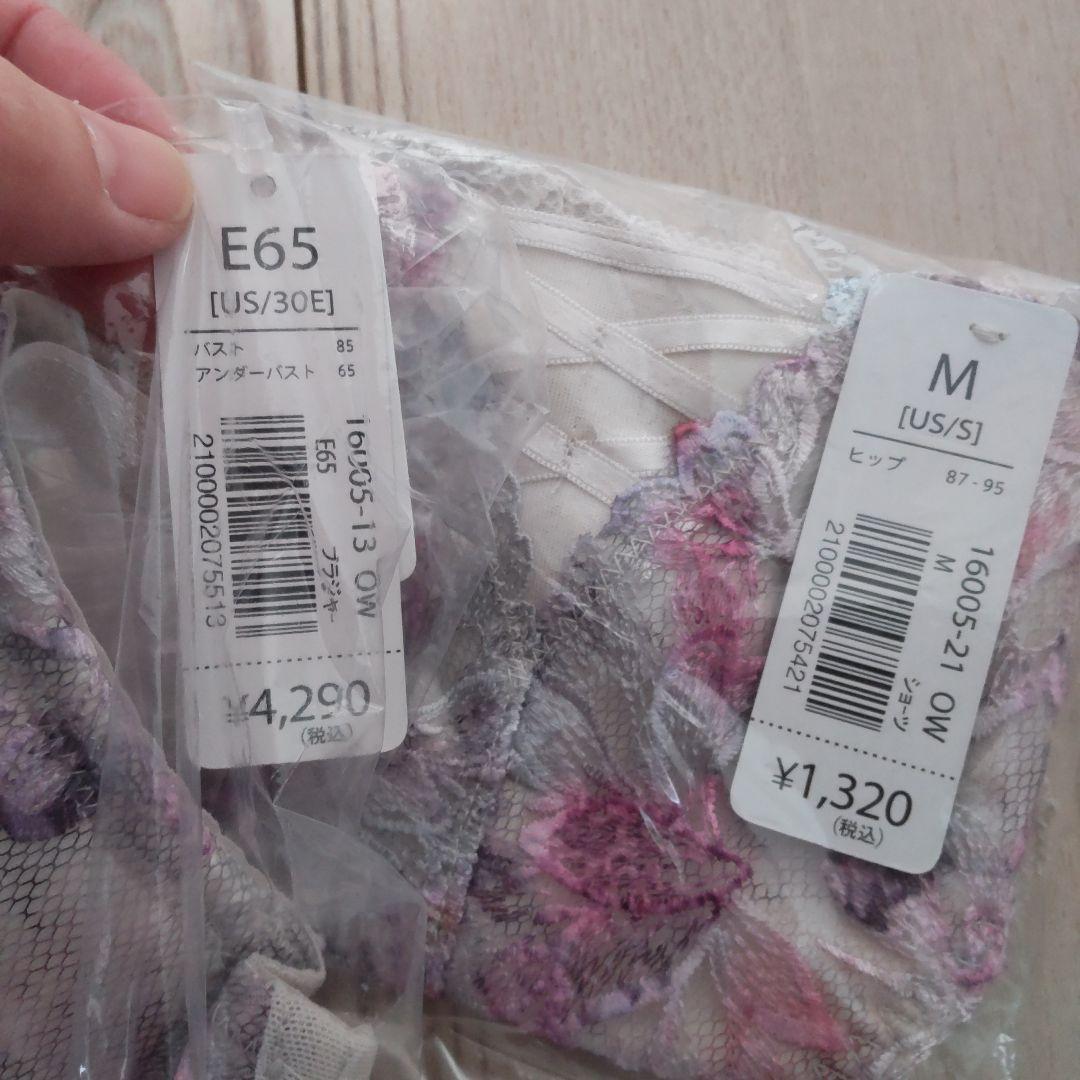 E65
[US/30E]
バスト 85
アンダーバスト 65
16005-13 OW
E65 ブラジャー
2100002075513
¥4,290
(税込)
M
[US/S]
ヒップ 87-95
16005-21 OW
M ショーツ
2100002075421
¥1,320
(税込)